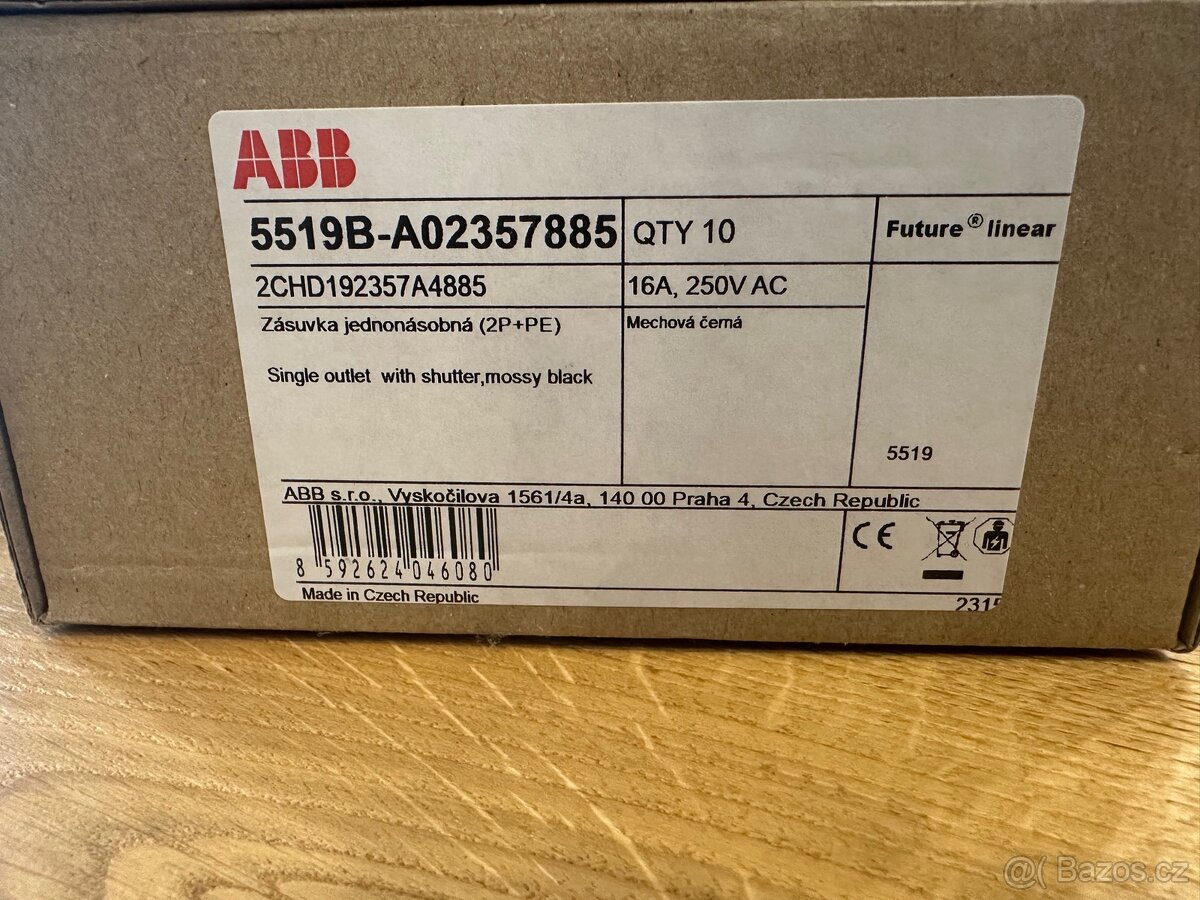 ABB
5519B-A02357885
QTY 10
Future® linear
2CHD192357A4885
16A, 250V AC
Zásuvka jednonásobná (2P+PE)
Mechová černá
Single outlet with shutter,mossy black
5519
ABB s.r.o., Vyskočilova 1561/4a, 140 00 Praha 4, Czech Republic
CE
8 592624 046080
Made in Czech Republic
2315
@( Bazos.cz